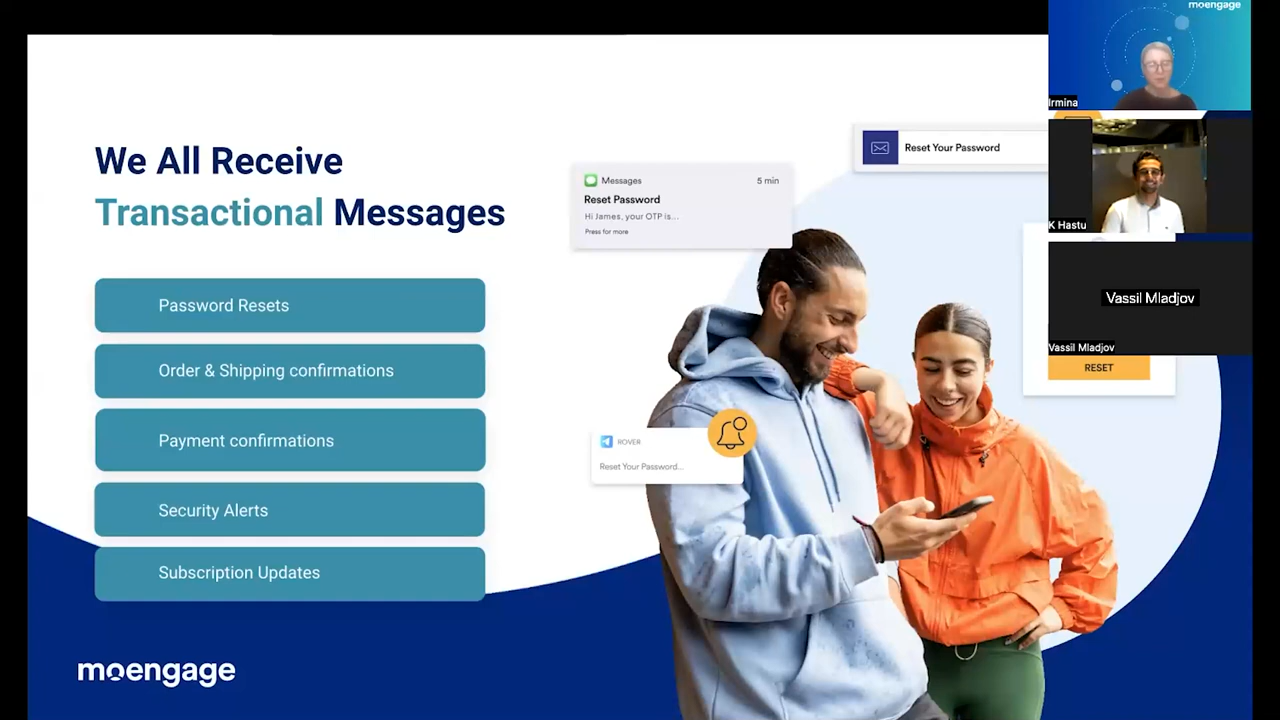 We All Receive
Transactional Messages
Password Resets
Order & Shipping confirmations
Payment confirmations
Security Alerts
Subscription Updates
moengage
Messages 5 min
Reset Password
Hi James, your OTP is...
Press for more
Reset Your Password
ROVER
Reset Your Password...
RESET
moengage
Irmina
K Hastu
Vassil Mladjov
Vassil Mladjov